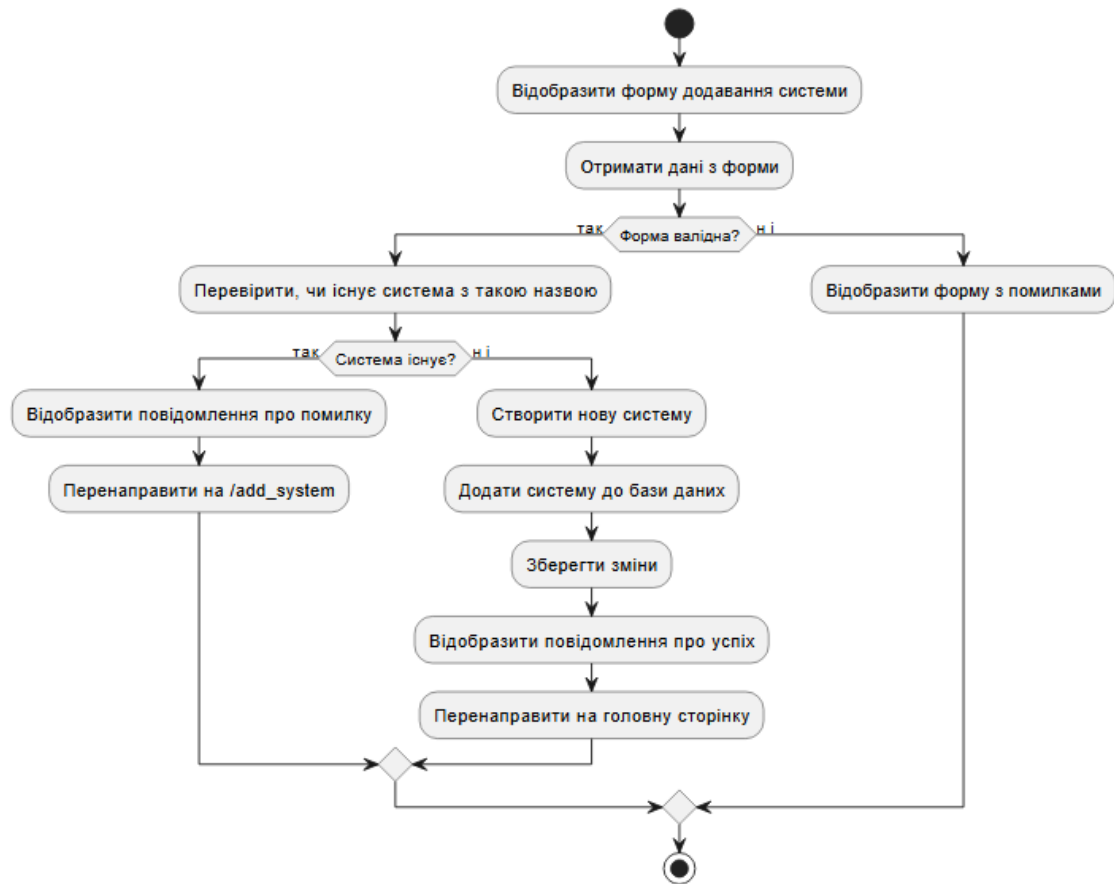 Відобразити форму додавання системи
Отримати дані з форми
так
Форма валідна?
ні
Перевірити, чи існує система з такою назвою
Відобразити форму з помилками
так
Система існує?
ні
Відобразити повідомлення про помилку
Створити нову систему
Перенаправити на /add_system
Додати систему до бази даних
Зберегти зміни
Відобразити повідомлення про успіх
Перенаправити на головну сторінку